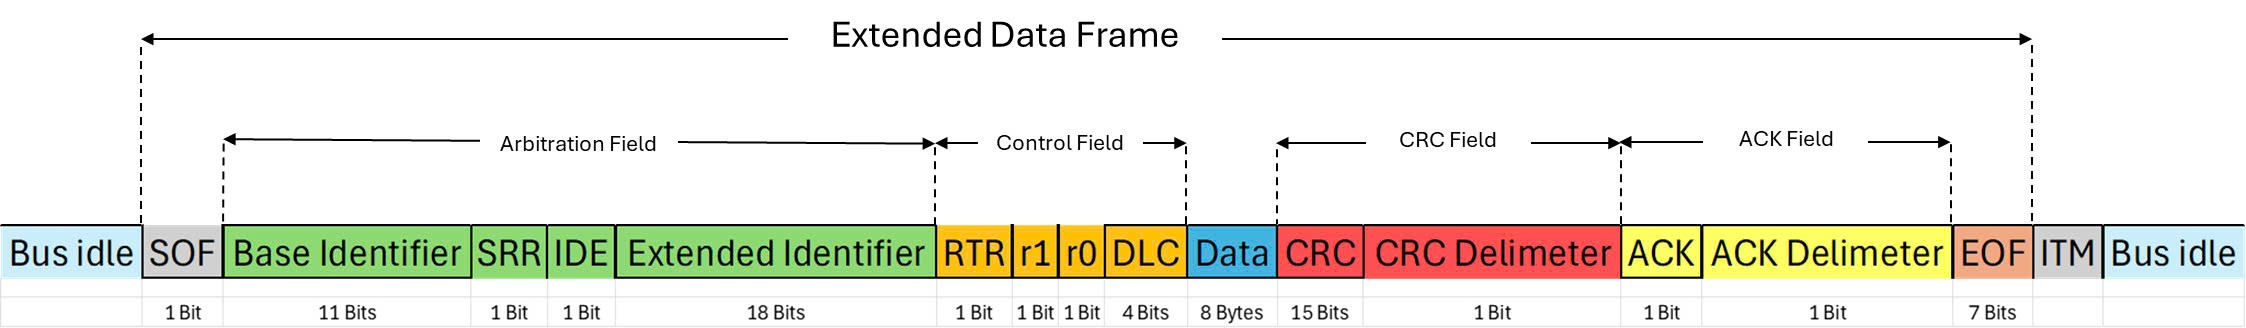 Extended Data Frame
Arbitration Field Control Field CRC Field ACK Field
Bus idle SOF Base Identifier SRR IDE Extended Identifier RTR r1 r0 DLC Data CRC CRC Delimeter ACK ACK Delimeter EOF ITM Bus idle
1 Bit 11 Bits 1 Bit 1 Bit 18 Bits 1 Bit 1 Bit 1 Bit 4 Bits 8 Bytes 15 Bits 1 Bit 1 Bit 1 Bit 7 Bits